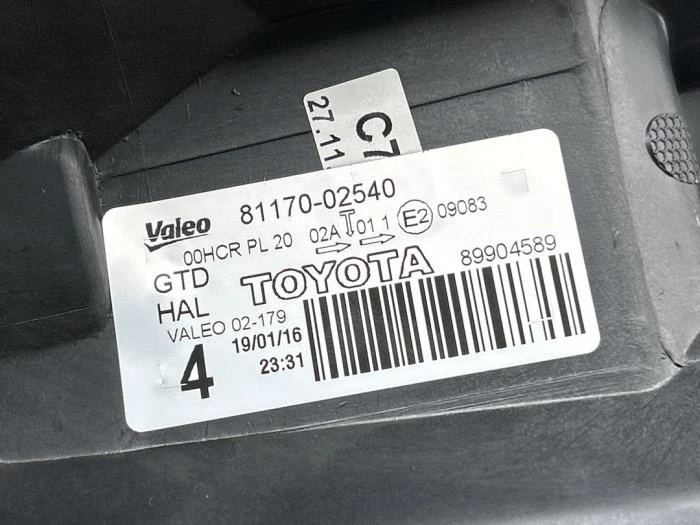 27.11
C7
Valeo 81170-02540
00HCR PL 20 02A 01 1 E2 09083
GTD TOYOTA 89904589
HAL
VALEO 02-179
4 19/01/16
23:31